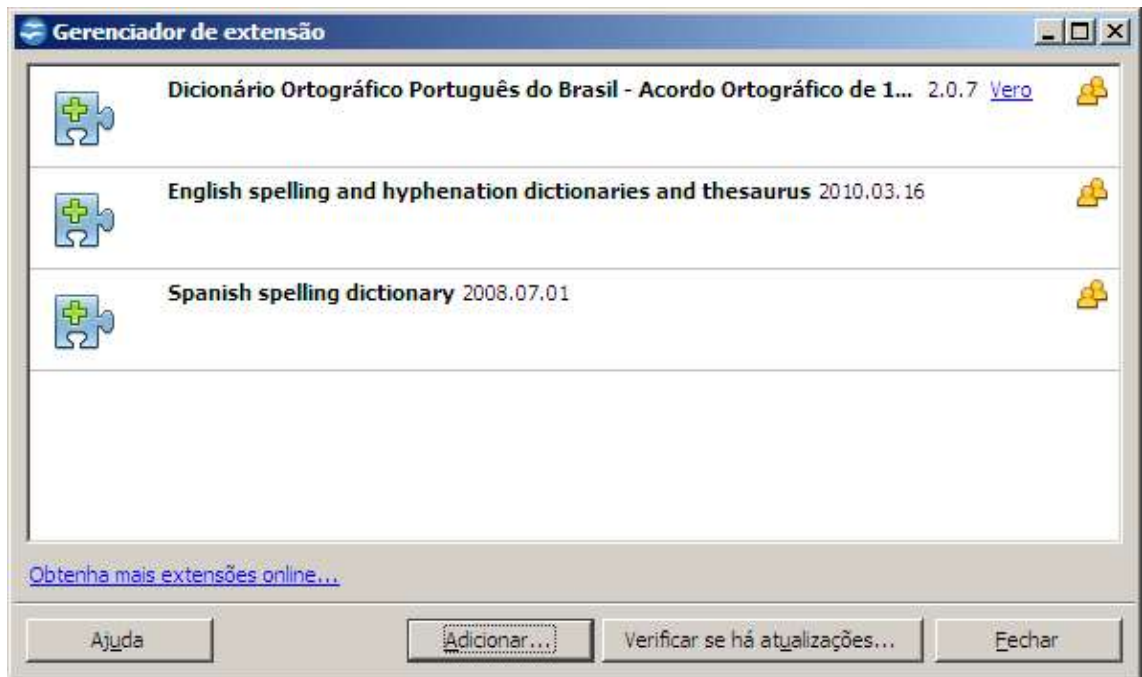 Gerenciador de extensão
Dicionário Ortográfico Português do Brasil - Acordo Ortográfico de 1... 2.0.7 Vero
English spelling and hyphenation dictionaries and thesaurus 2010.03.16
Spanish spelling dictionary 2008.07.01
Obtenha mais extensões online...
Ajuda Adicionar... Verificar se há atualizações... Fechar